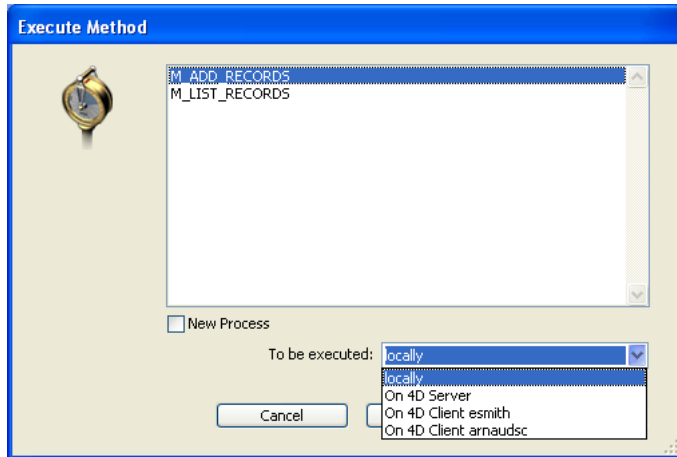 Execute Method
M_ADD_RECORDS
M_LIST_RECORDS
New Process
To be executed: locally
locally
On 4D Server
On 4D Client esmith
On 4D Client arnaudsc
Cancel